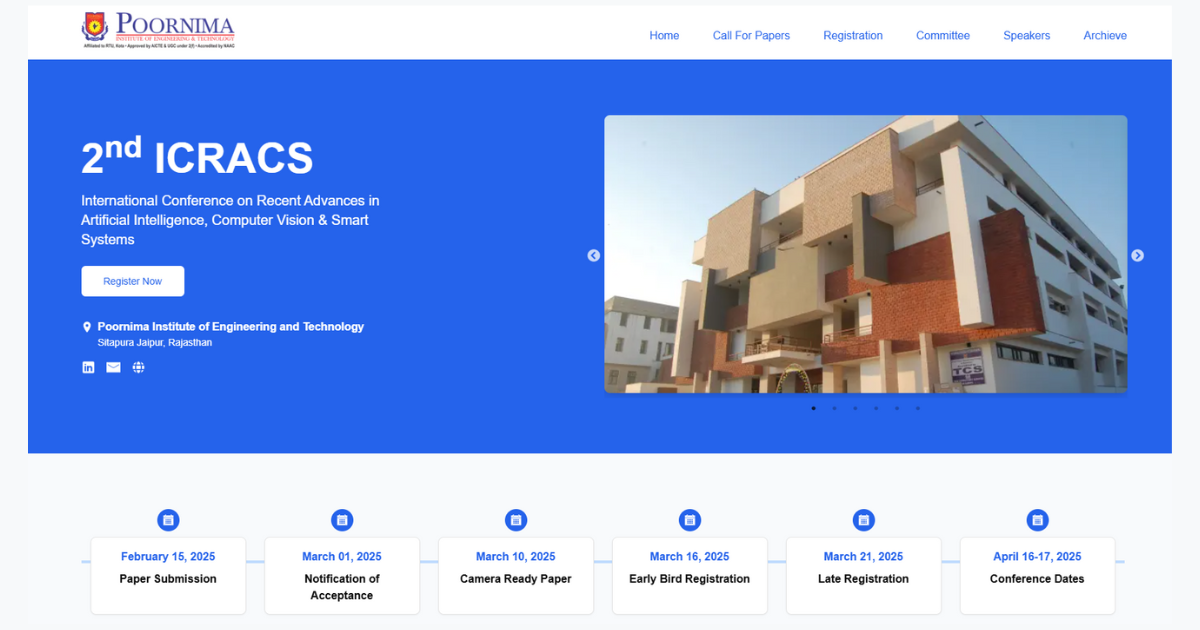 POORNIMA
INSTITUTE OF ENGINEERING & TECHNOLOGY
Affiliated to RTU, Kota • Approved by AICTE & UGC under 2(f) • Accredited by NAAC
Home
Call For Papers
Registration
Committee
Speakers
Archieve
2nd ICRACS
International Conference on Recent Advances in
Artificial Intelligence, Computer Vision & Smart
Systems
Register Now
Poornima Institute of Engineering and Technology
Sitapura Jaipur, Rajasthan
in
TCS
February 15, 2025
Paper Submission
March 01, 2025
Notification of
Acceptance
March 10, 2025
Camera Ready Paper
March 16, 2025
Early Bird Registration
March 21, 2025
Late Registration
April 16-17, 2025
Conference Dates